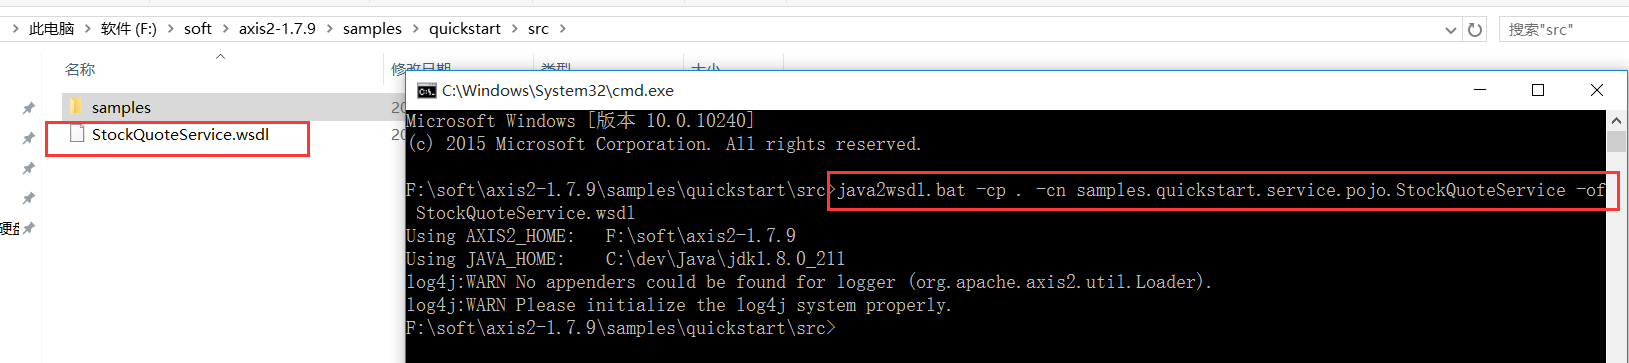 此电脑 > 软件 (F:) > soft > axis2-1.7.9 > samples > quickstart > src >
搜索"src"
名称
修改日期
类型
大小
samples
20
StockQuoteService.wsdl
20
硬盘
C:\Windows\System32\cmd.exe
Microsoft Windows [版本 10.0.10240]
(c) 2015 Microsoft Corporation. All rights reserved.
F:\soft\axis2-1.7.9\samples\quickstart\src>java2wsdl.bat -cp . -cn samples.quickstart.service.pojo.StockQuoteService -of
StockQuoteService.wsdl
Using AXIS2_HOME:   F:\soft\axis2-1.7.9
Using JAVA_HOME:    C:\dev\Java\jdk1.8.0_211
log4j:WARN No appenders could be found for logger (org.apache.axis2.util.Loader).
log4j:WARN Please initialize the log4j system properly.
F:\soft\axis2-1.7.9\samples\quickstart\src>